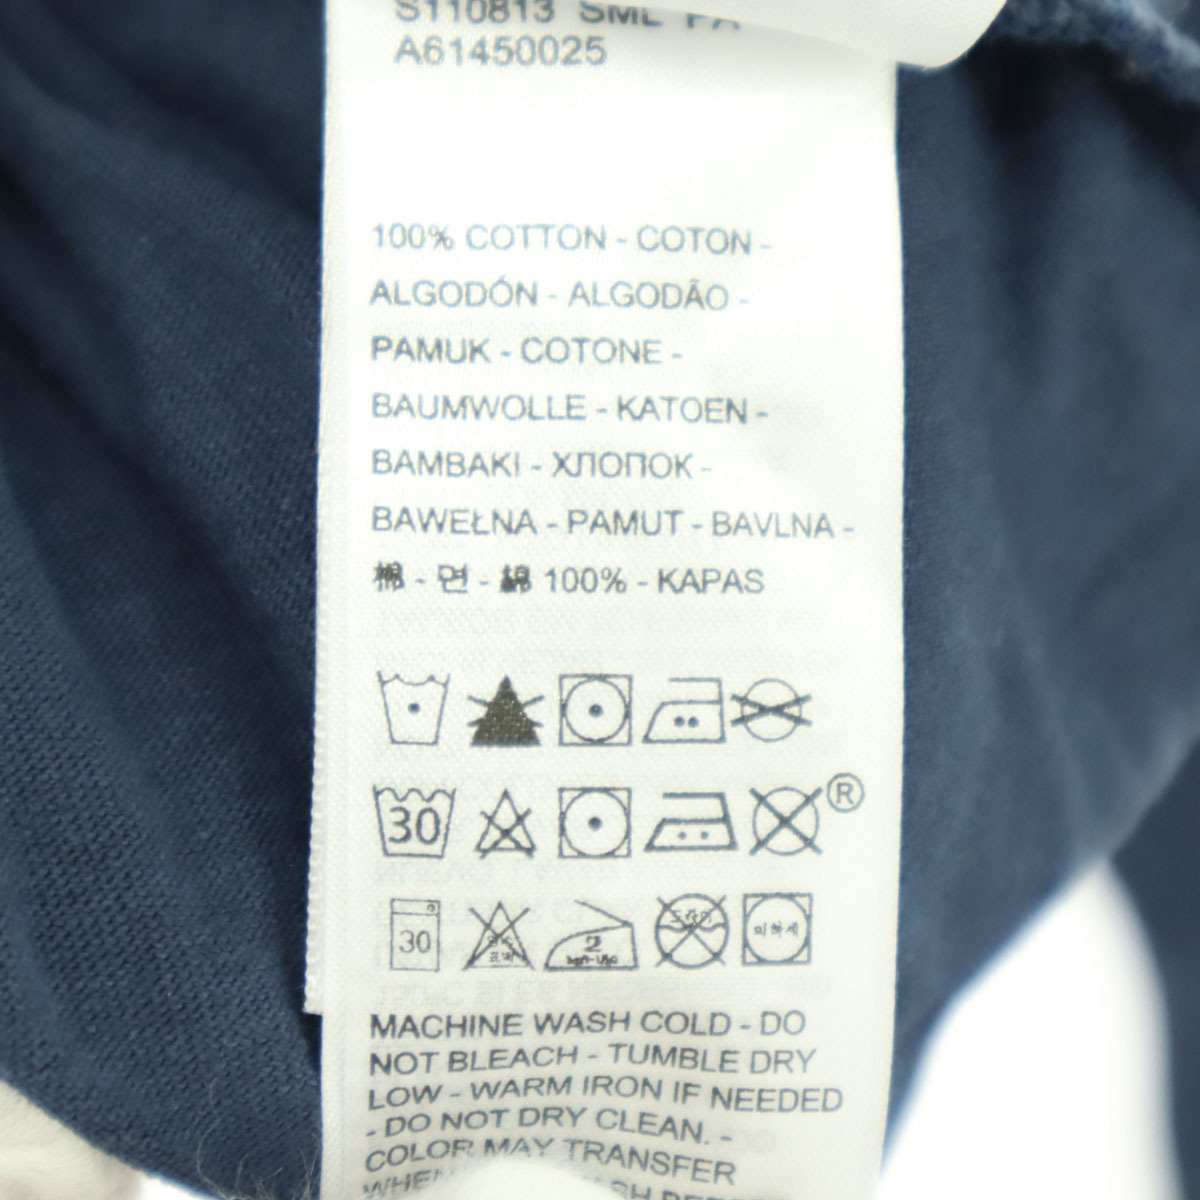 S110813 SML PA
A61450025
100% COTTON - COTON -
ALGODÓN - ALGODÃO -
PAMUK - COTONE -
BAUMWOLLE - KATOEN -
BAMBAKI - ХЛОПОК -
BAWEŁNA - PAMUT - BAVLNA -
棉 - 면 - 綿 100% - KAPAS
®
30
30
2
MACHINE WASH COLD - DO
NOT BLEACH - TUMBLE DRY
LOW - WARM IRON IF NEEDED
- DO NOT DRY CLEAN. -
COLOR MAY TRANSFER